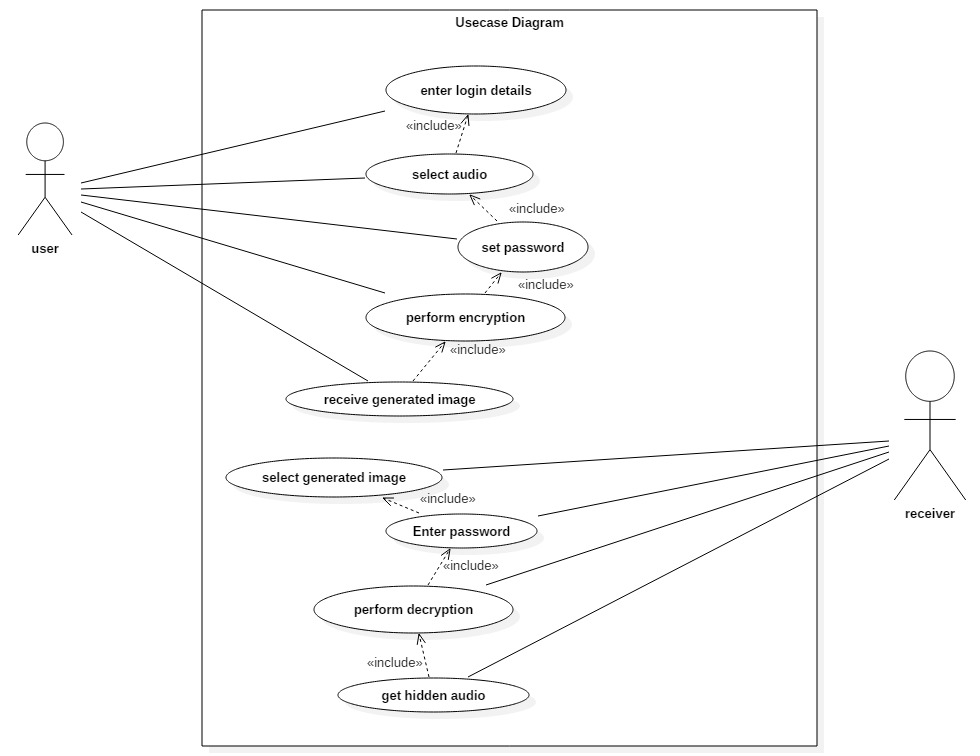 Usecase Diagram
enter login details
«include»
select audio
«include»
set password
user
«include»
perform encryption
«include»
receive generated image
select generated image
«include»
receiver
Enter password
«include»
perform decryption
«include»
get hidden audio